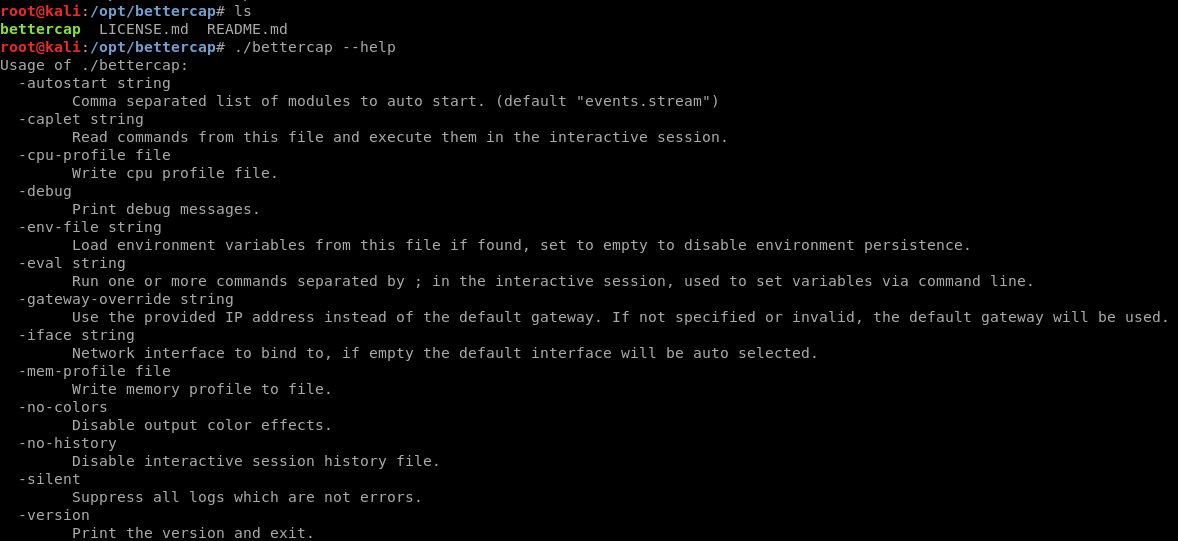 root@kali:/opt/bettercap# ls
bettercap  LICENSE.md  README.md
root@kali:/opt/bettercap# ./bettercap --help
Usage of ./bettercap:
  -autostart string
        Comma separated list of modules to auto start. (default "events.stream")
  -caplet string
        Read commands from this file and execute them in the interactive session.
  -cpu-profile file
        Write cpu profile file.
  -debug
        Print debug messages.
  -env-file string
        Load environment variables from this file if found, set to empty to disable environment persistence.
  -eval string
        Run one or more commands separated by ; in the interactive session, used to set variables via command line.
  -gateway-override string
        Use the provided IP address instead of the default gateway. If not specified or invalid, the default gateway will be used.
  -iface string
        Network interface to bind to, if empty the default interface will be auto selected.
  -mem-profile file
        Write memory profile to file.
  -no-colors
        Disable output color effects.
  -no-history
        Disable interactive session history file.
  -silent
        Suppress all logs which are not errors.
  -version
        Print the version and exit.